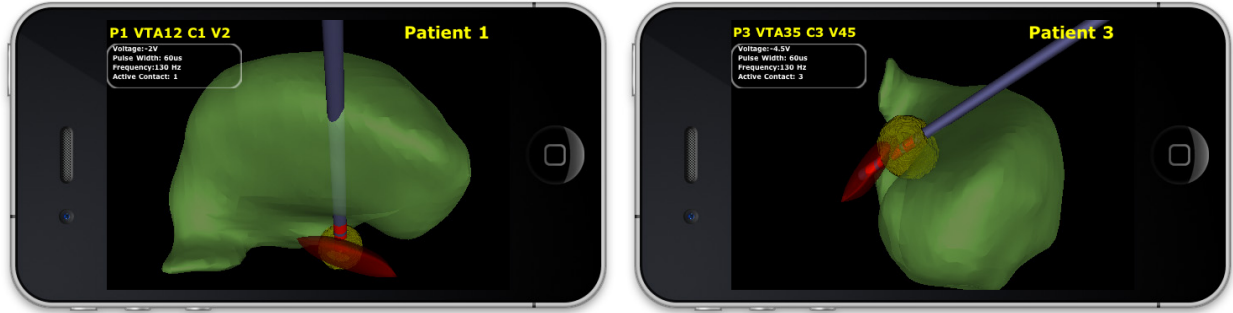 P1 VTA12 C1 V2
Patient 1
Voltage:-2V
Pulse Width: 60us
Frequency:130 Hz
Active Contact: 1
P3 VTA35 C3 V45
Patient 3
Voltage:-4.5V
Pulse Width: 60us
Frequency:130 Hz
Active Contact: 3